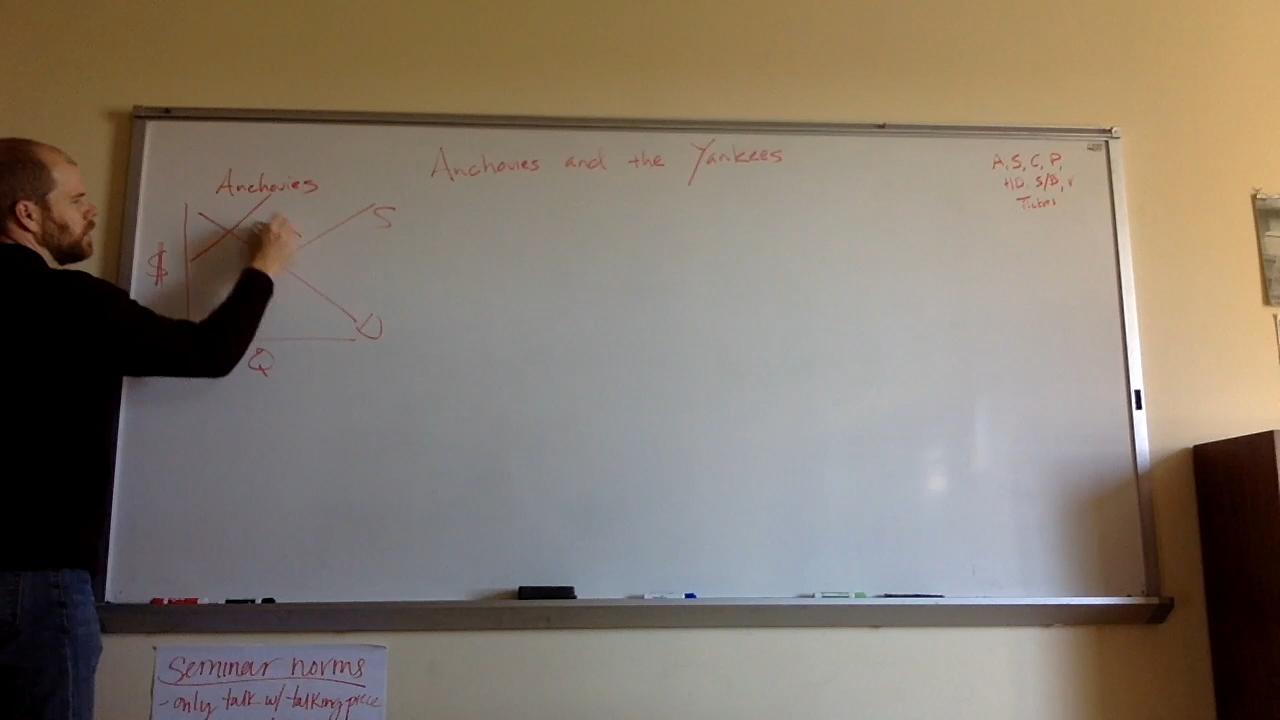 Anchovies and the Yankees
A, S, C, P,
HD, S/B, V
Tickets
Anchovies
S
$
D
Q
Seminar norms
- only talk w/ talking piece